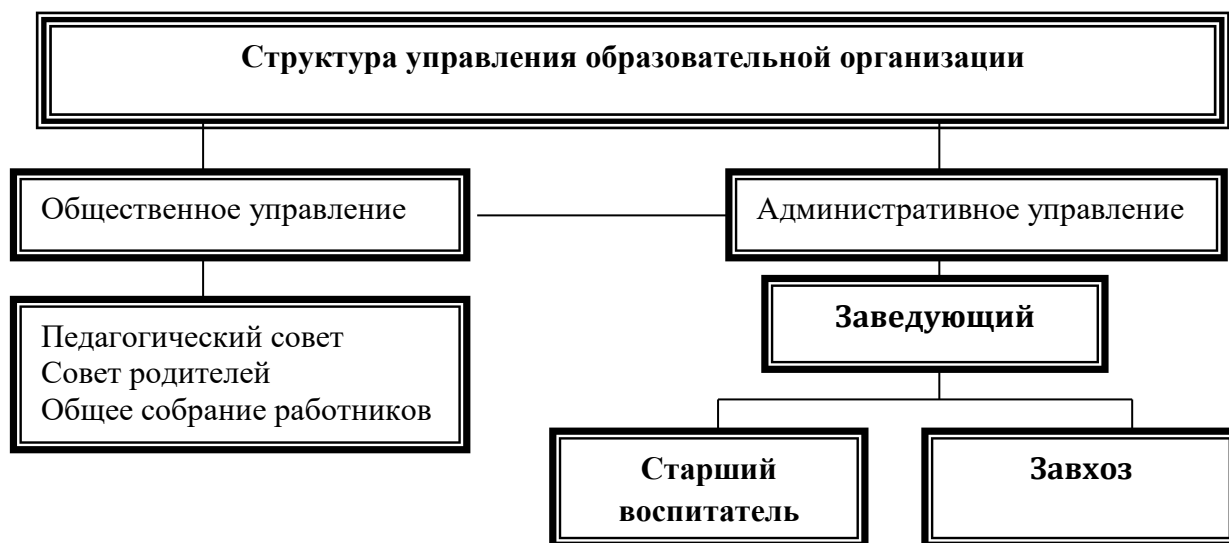 Структура управления образовательной организации
Общественное управление
Административное управление
Педагогический совет
Совет родителей
Общее собрание работников
Заведующий
Старший
воспитатель
Завхоз